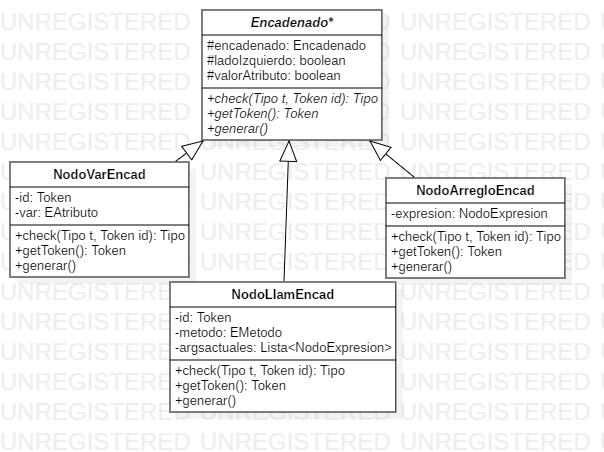 Encadenado*
#encadenado: Encadenado
#ladoIzquierdo: boolean
#valorAtributo: boolean
+check(Tipo t, Token id): Tipo
+getToken(): Token
+generar()
NodoVarEncad
-id: Token
-var: EAtributo
+check(Tipo t, Token id): Tipo
+getToken(): Token
+generar()
NodoArregloEncad
-expresion: NodoExpresion
+check(Tipo t, Token id): Tipo
+getToken(): Token
+generar()
NodoLlamEncad
-id: Token
-metodo: EMetodo
-argsactuales: Lista<NodoExpresion>
+check(Tipo t, Token id): Tipo
+getToken(): Token
+generar()
UNREGISTERED UNREGISTERED UNREGISTERED